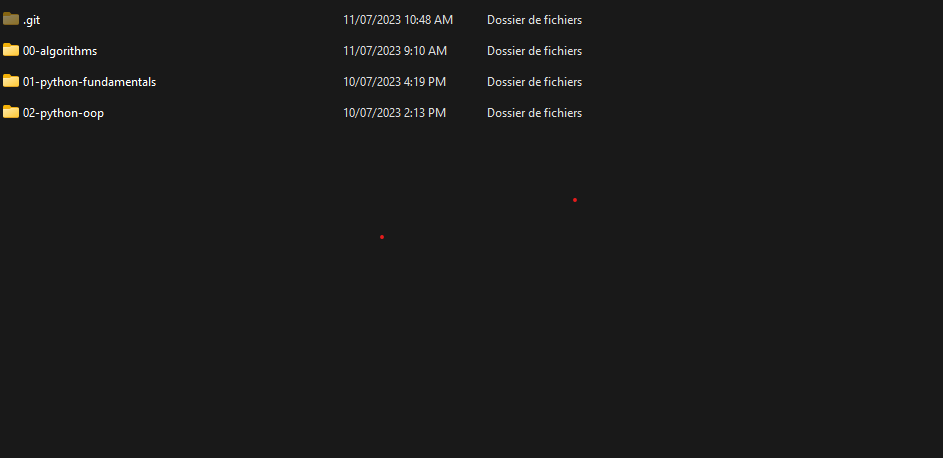 .git 11/07/2023 10:48 AM Dossier de fichiers
00-algorithms 11/07/2023 9:10 AM Dossier de fichiers
01-python-fundamentals 10/07/2023 4:19 PM Dossier de fichiers
02-python-oop 10/07/2023 2:13 PM Dossier de fichiers